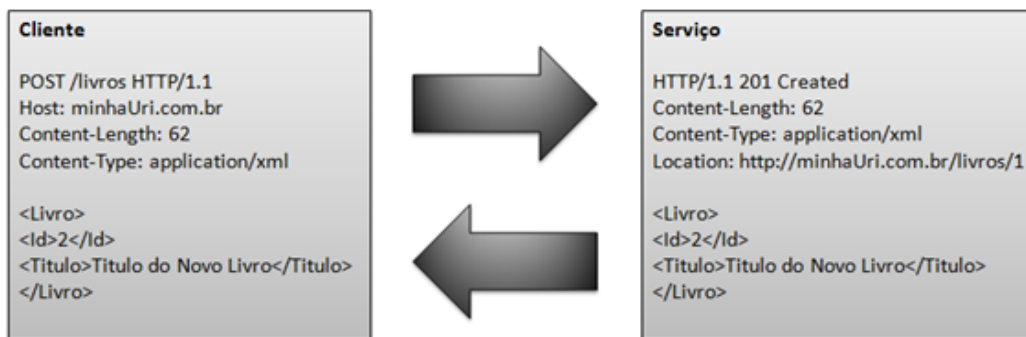 Cliente
POST /livros HTTP/1.1
Host: minhaUri.com.br
Content-Length: 62
Content-Type: application/xml
<Livro>
<Id>2</Id>
<Titulo>Titulo do Novo Livro</Titulo>
</Livro>
Serviço
HTTP/1.1 201 Created
Content-Length: 62
Content-Type: application/xml
Location: http://minhaUri.com.br/livros/1
<Livro>
<Id>2</Id>
<Titulo>Titulo do Novo Livro</Titulo>
</Livro>